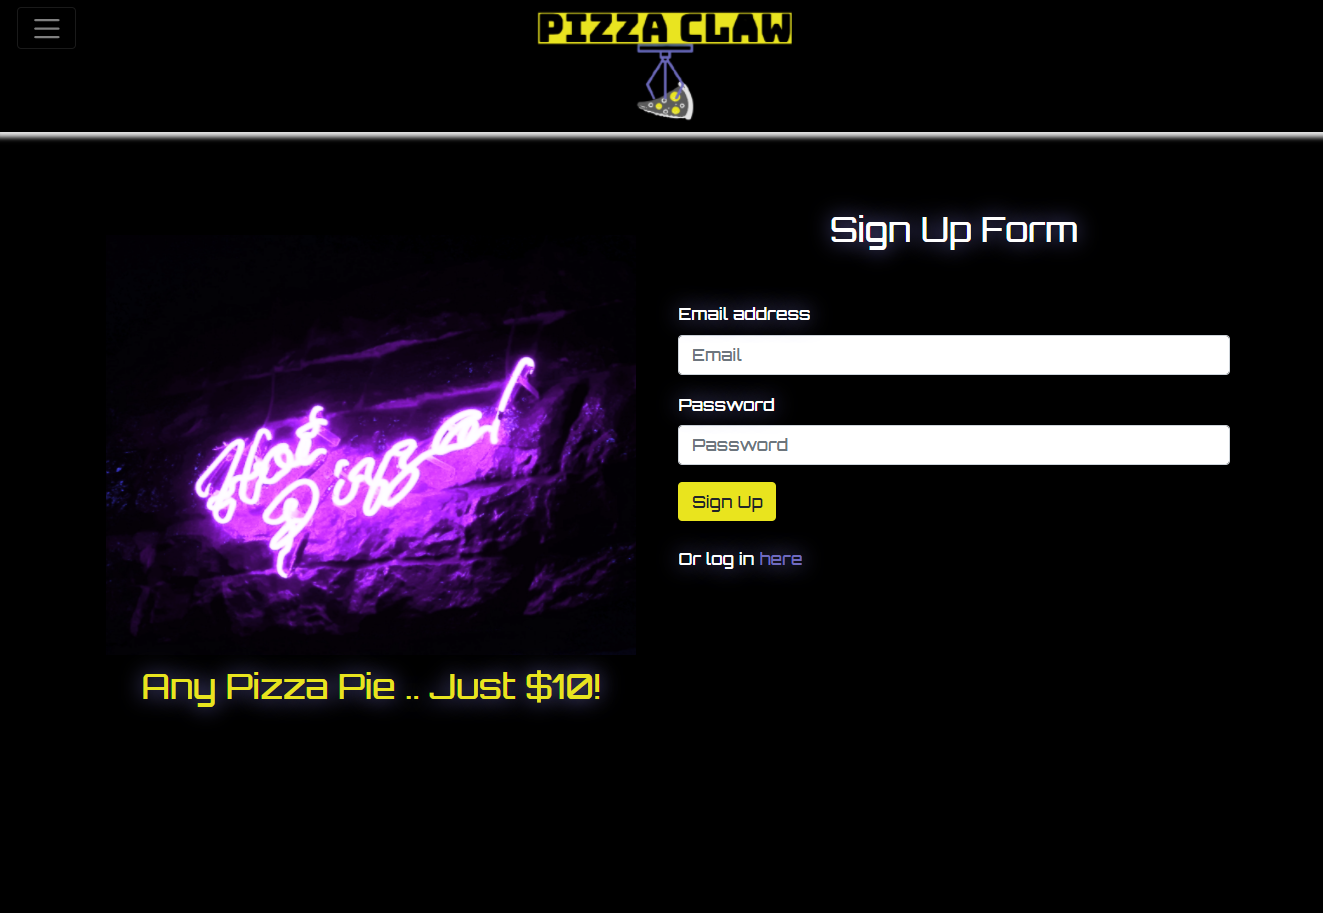 PIZZA CLAW
Hot
Pizza!
Any Pizza Pie .. Just $10!
Sign Up Form
Email address
Email
Password
Password
Sign Up
Or log in here